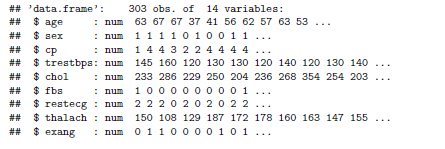 ## 'data.frame':    303 obs. of  14 variables:
##  $ age     : num  63 67 67 37 41 56 62 57 63 53 ...
##  $ sex     : num  1 1 1 1 0 1 0 0 1 1 ...
##  $ cp      : num  1 4 4 3 2 2 4 4 4 4 ...
##  $ trestbps: num  145 160 120 130 130 120 140 120 130 140 ...
##  $ chol    : num  233 286 229 250 204 236 268 354 254 203 ...
##  $ fbs     : num  1 0 0 0 0 0 0 0 0 1 ...
##  $ restecg : num  2 2 2 0 2 0 2 0 2 2 ...
##  $ thalach : num  150 108 129 187 172 178 160 163 147 155 ...
##  $ exang   : num  0 1 1 0 0 0 0 1 0 1 ...